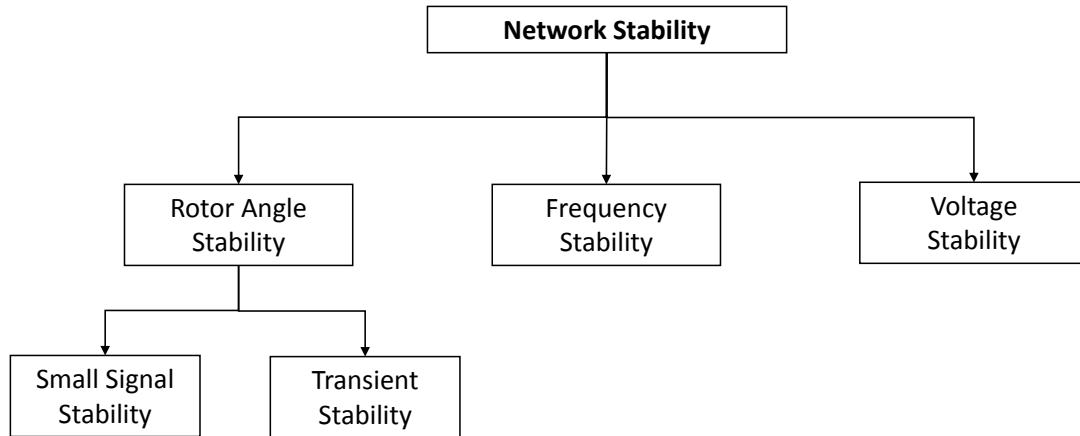 Network Stability
Rotor Angle
Stability
Frequency
Stability
Voltage
Stability
Small Signal
Stability
Transient
Stability